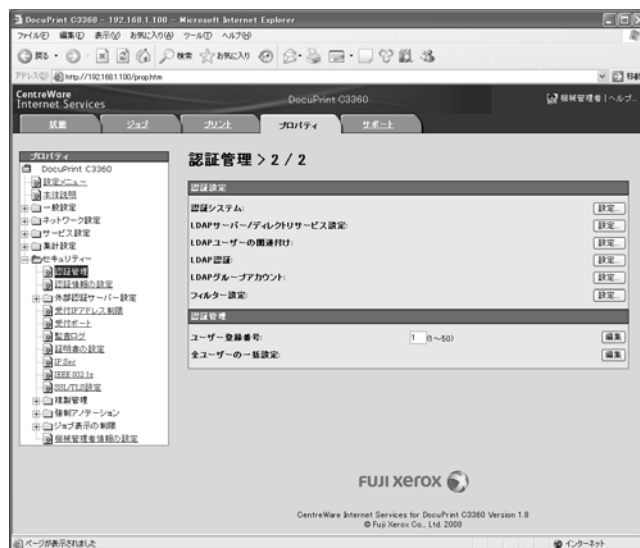 DocuPrint C3360 - 192.168.1.100 - Microsoft Internet Explorer
ファイル(F) 編集(E) 表示(V) お気に入り(A) ツール(T) ヘルプ(H)
戻る 検索 お気に入り
アドレス(D) http://192.168.1.100/prop.htm 移動
CentreWare
Internet Services
DocuPrint C3360
機械管理者 | ヘルプ...
状態 ジョブ プリント プロパティ サポート
プロパティ
DocuPrint C3360
設定メニュー
本体説明
一般設定
ネットワーク設定
サービス設定
集計設定
セキュリティー
認証管理
認証情報の設定
外部認証サーバー設定
受付IPアドレス制限
受付ポート
監査ログ
証明書の設定
IP Sec
IEEE 802.1x
SSL/TLS設定
複製管理
強制アノテーション
ジョブ表示の制限
機械管理者情報の設定
認証管理 > 2 / 2
認証設定
認証システム: 設定...
LDAPサーバー/ディレクトリサービス設定: 設定...
LDAPユーザーの関連付け: 設定...
LDAP認証: 設定...
LDAPグループアカウント: 設定...
フィルター設定: 設定...
認証管理
ユーザー登録番号: 1 (1～50) 編集
全ユーザーの一括設定: 編集
FUJI XEROX
CentreWare Internet Services for DocuPrint C3360 Version 1.8
© Fuji Xerox Co., Ltd. 2008
ページが表示されました インターネット